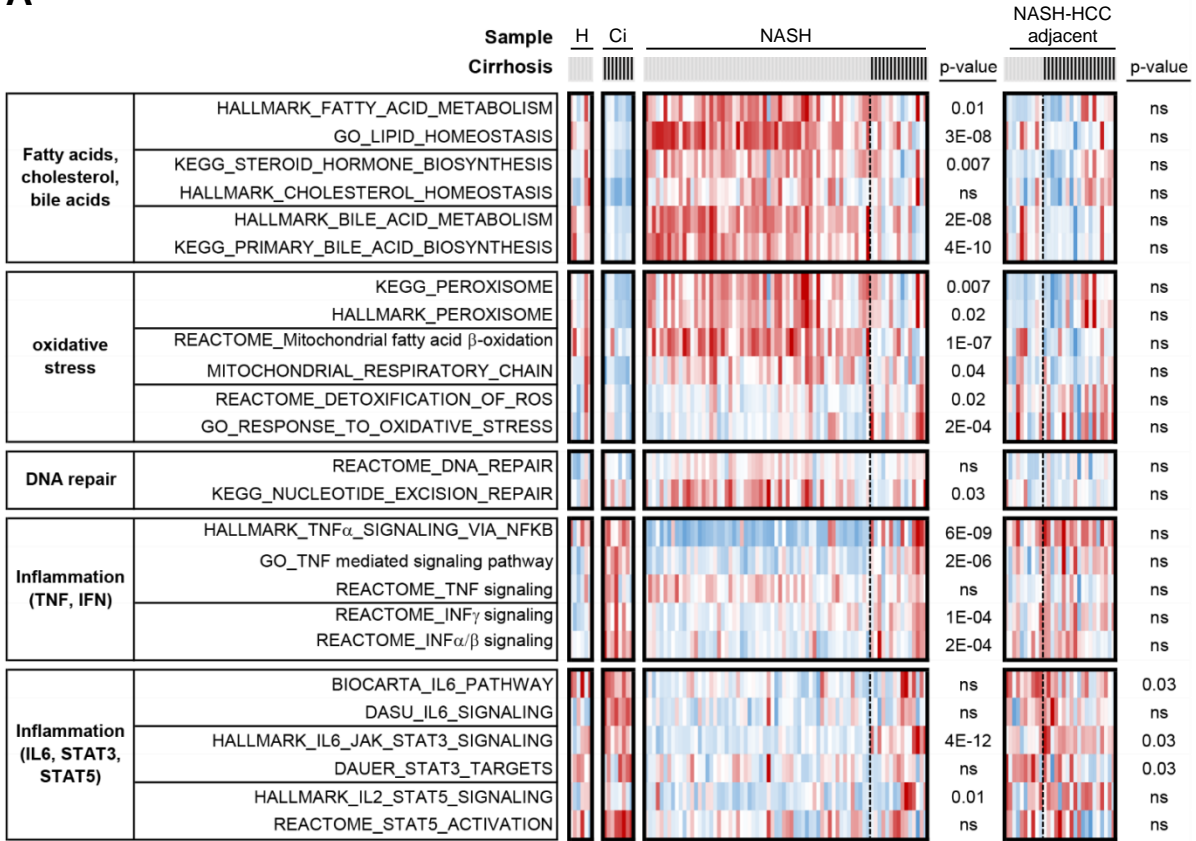 A
NASH-HCC
Sample H Ci NASH adjacent
Cirrhosis p-value p-value
Fatty acids,
cholesterol,
bile acids
HALLMARK_FATTY_ACID_METABOLISM 0.01 ns
GO_LIPID_HOMEOSTASIS 3E-08 ns
KEGG_STEROID_HORMONE_BIOSYNTHESIS 0.007 ns
HALLMARK_CHOLESTEROL_HOMEOSTASIS ns ns
HALLMARK_BILE_ACID_METABOLISM 2E-08 ns
KEGG_PRIMARY_BILE_ACID_BIOSYNTHESIS 4E-10 ns
oxidative
stress
KEGG_PEROXISOME 0.007 ns
HALLMARK_PEROXISOME 0.02 ns
REACTOME_Mitochondrial fatty acid β-oxidation 1E-07 ns
MITOCHONDRIAL_RESPIRATORY_CHAIN 0.04 ns
REACTOME_DETOXIFICATION_OF_ROS 0.02 ns
GO_RESPONSE_TO_OXIDATIVE_STRESS 2E-04 ns
DNA repair
REACTOME_DNA_REPAIR ns ns
KEGG_NUCLEOTIDE_EXCISION_REPAIR 0.03 ns
Inflammation
(TNF, IFN)
HALLMARK_TNFα_SIGNALING_VIA_NFKB 6E-09 ns
GO_TNF mediated signaling pathway 2E-06 ns
REACTOME_TNF signaling ns ns
REACTOME_INFγ signaling 1E-04 ns
REACTOME_INFα/β signaling 2E-04 ns
Inflammation
(IL6, STAT3,
STAT5)
BIOCARTA_IL6_PATHWAY ns 0.03
DASU_IL6_SIGNALING ns ns
HALLMARK_IL6_JAK_STAT3_SIGNALING 4E-12 0.03
DAUER_STAT3_TARGETS ns 0.03
HALLMARK_IL2_STAT5_SIGNALING 0.01 ns
REACTOME_STAT5_ACTIVATION ns ns